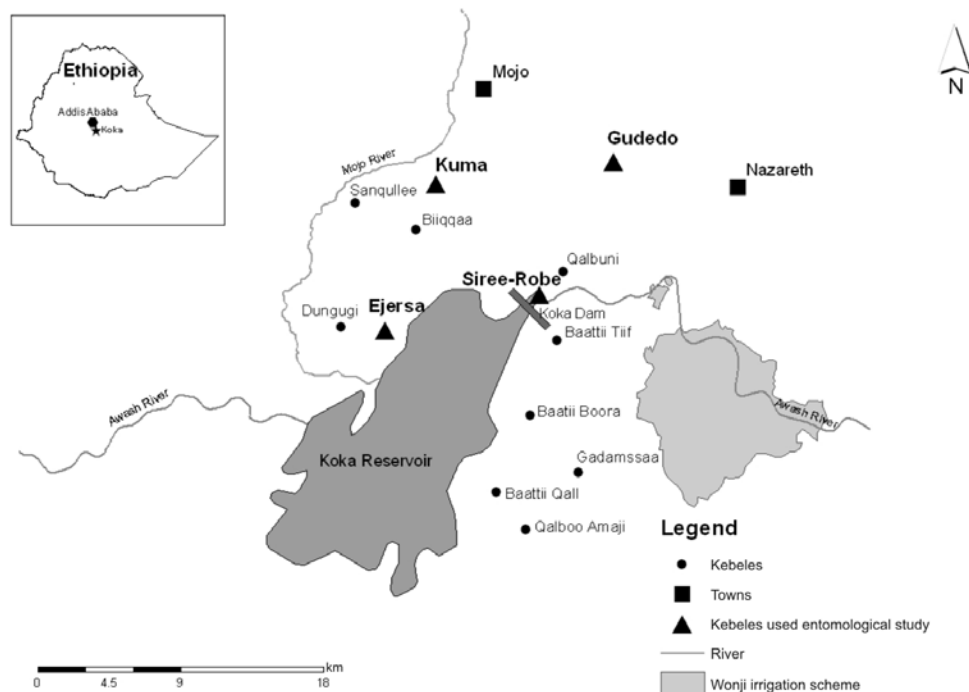 Ethiopia
Addis Ababa
Koka
N
Mojo
Gudedo
Mojo River
Kuma
Nazareth
Sanqullee
Biiqqaa
Qalbuni
Siree-Robe
Dungugi
Ejersa
Koka Dam
Baattii Tiif
Awash River
Awash River
Baatii Boora
Koka Reservoir
Gadamssaa
Baattii Qall
Qalboo Amaji
Legend
Kebeles
Towns
Kebeles used entomological study
River
Wonji irrigation scheme
km
0 4.5 9 18